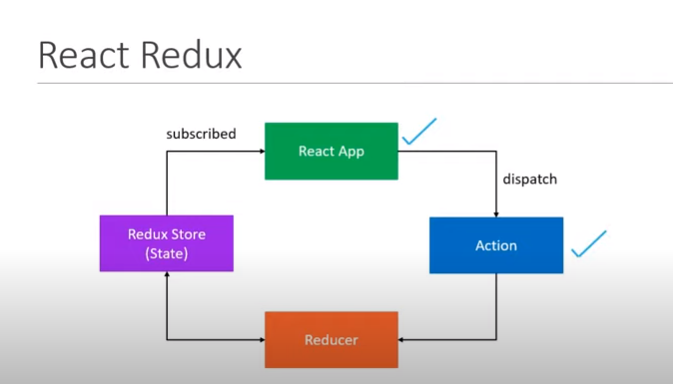 React Redux
subscribed
React App
dispatch
Redux Store
(State)
Action
Reducer